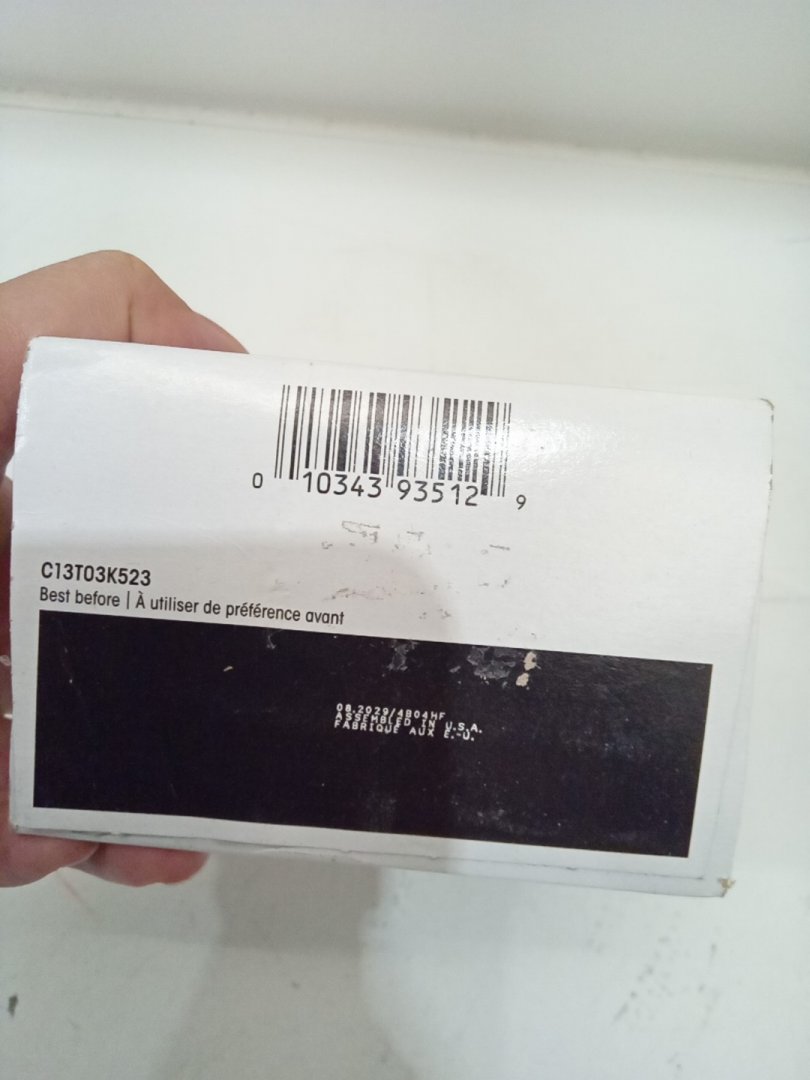 0 10343 93512 9
C13T03K523
Best before | À utiliser de préférence avant
08.2029/4B04HF
ASSEMBLED IN U.S.A.
FABRIQUÉ AUX É.-U.